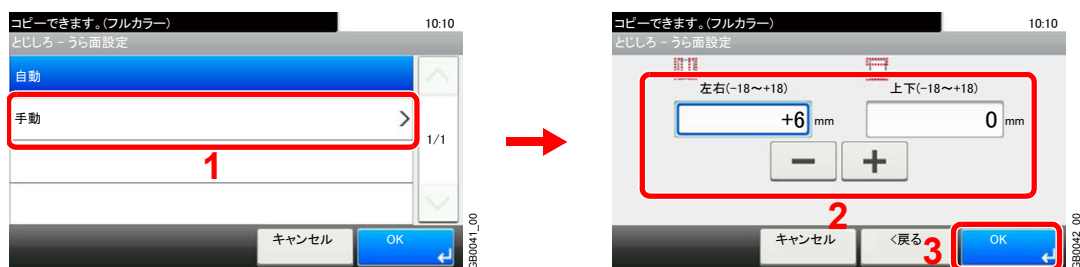 コピーできます。(フルカラー)
10:10
とじしろ - うら面設定
自動
手動
1/1
1
キャンセル
OK
GB0041_00
コピーできます。(フルカラー)
10:10
とじしろ - うら面設定
左右(-18～+18)
上下(-18～+18)
+6 mm
0 mm
2
キャンセル
<戻る
3
OK
GB0042_00